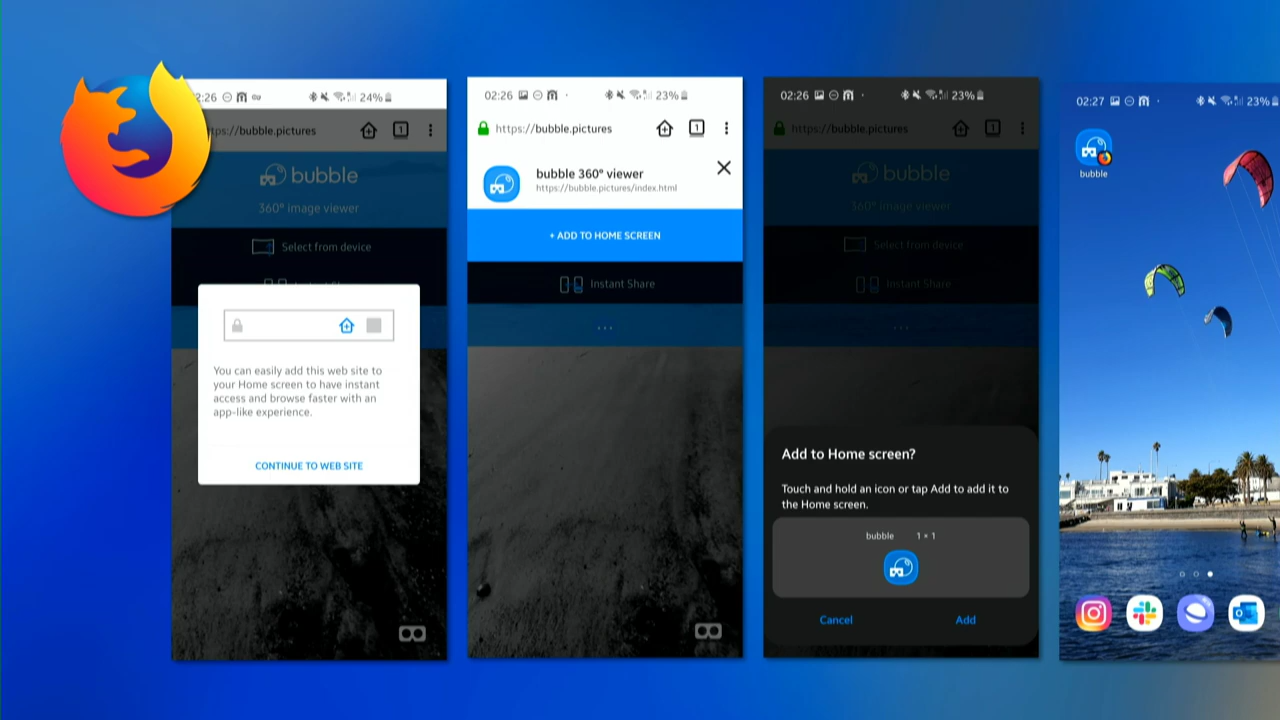 2:26 24%
tps://bubble.pictures 1
bubble
360° image viewer
Select from device
You can easily add this web site to
your Home screen to have instant
access and browse faster with an
app-like experience.
CONTINUE TO WEB SITE
02:26 23%
https://bubble.pictures 1
bubble 360° viewer
https://bubble.pictures/index.html
+ ADD TO HOME SCREEN
Instant Share
...
02:26 23%
https://bubble.pictures 1
bubble
360° image viewer
Select from device
Instant Share
...
Add to Home screen?
Touch and hold an icon or tap Add to add it to
the Home screen.
bubble 1 × 1
Cancel Add
02:27 23%
bubble